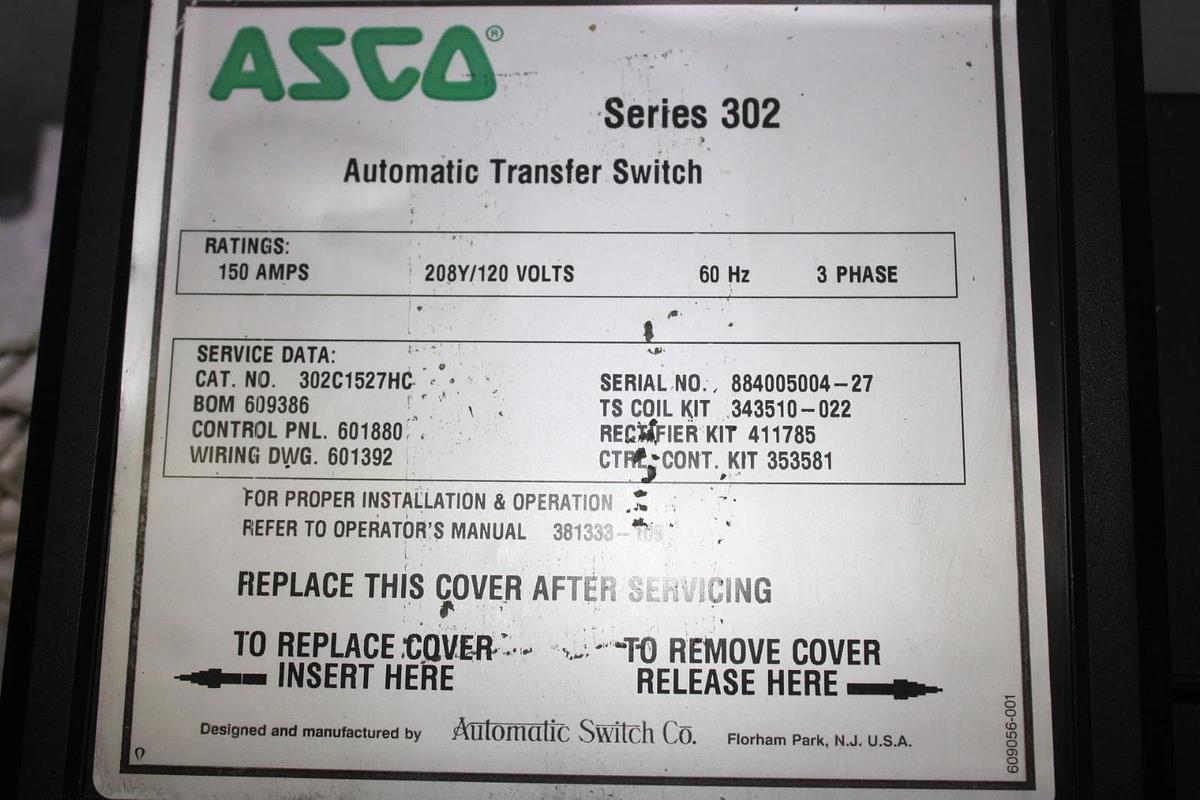 ASCO®
Series 302
Automatic Transfer Switch
RATINGS:
150 AMPS 208Y/120 VOLTS 60 Hz 3 PHASE
SERVICE DATA:
CAT. NO. 302C1527HC SERIAL NO. 884005004-27
BOM 609386 TS COIL KIT 343510-022
CONTROL PNL. 601880 RECTIFIER KIT 411785
WIRING DWG. 601392 CTRL. CONT. KIT 353581
FOR PROPER INSTALLATION & OPERATION
REFER TO OPERATOR'S MANUAL 381333-
REPLACE THIS COVER AFTER SERVICING
TO REPLACE COVER TO REMOVE COVER
INSERT HERE RELEASE HERE
Designed and manufactured by Automatic Switch Co. Florham Park, N.J. U.S.A.
609056-001